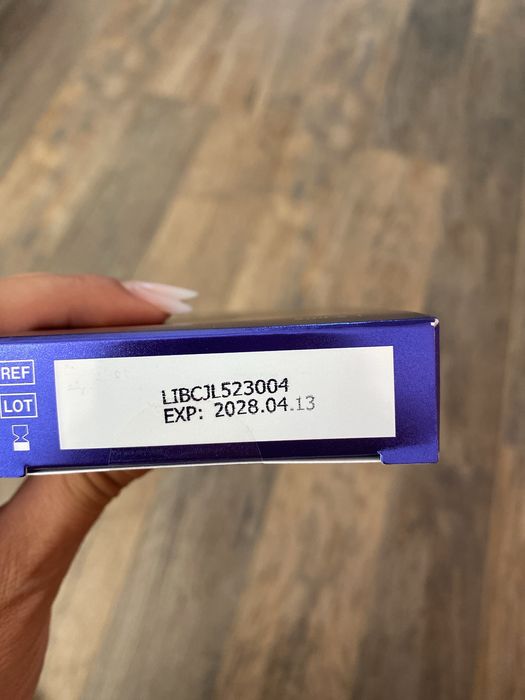 REF
LOT
LIBCJL523004
EXP: 2028.04.13